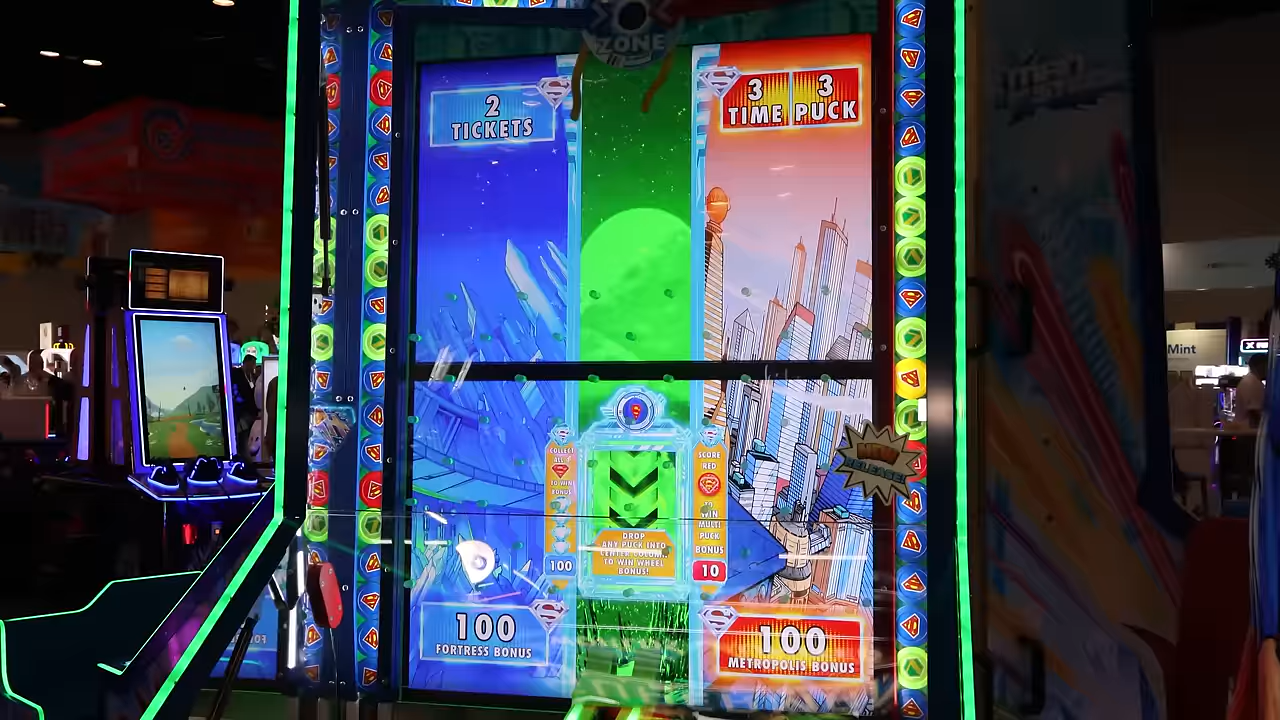 ZONE
2
TICKETS
3 3
TIME PUCK
COLLECT
ALL
TO WIN
BONUS
100
SCORE
RED
TO
WIN
MULTI
PUCK
BONUS
10
DROP
ANY PUCK INTO
CENTER COLUMN
TO WIN WHEEL
BONUS!
NEW
RELEASE!
100
FORTRESS BONUS
100
METROPOLIS BONUS
Mint